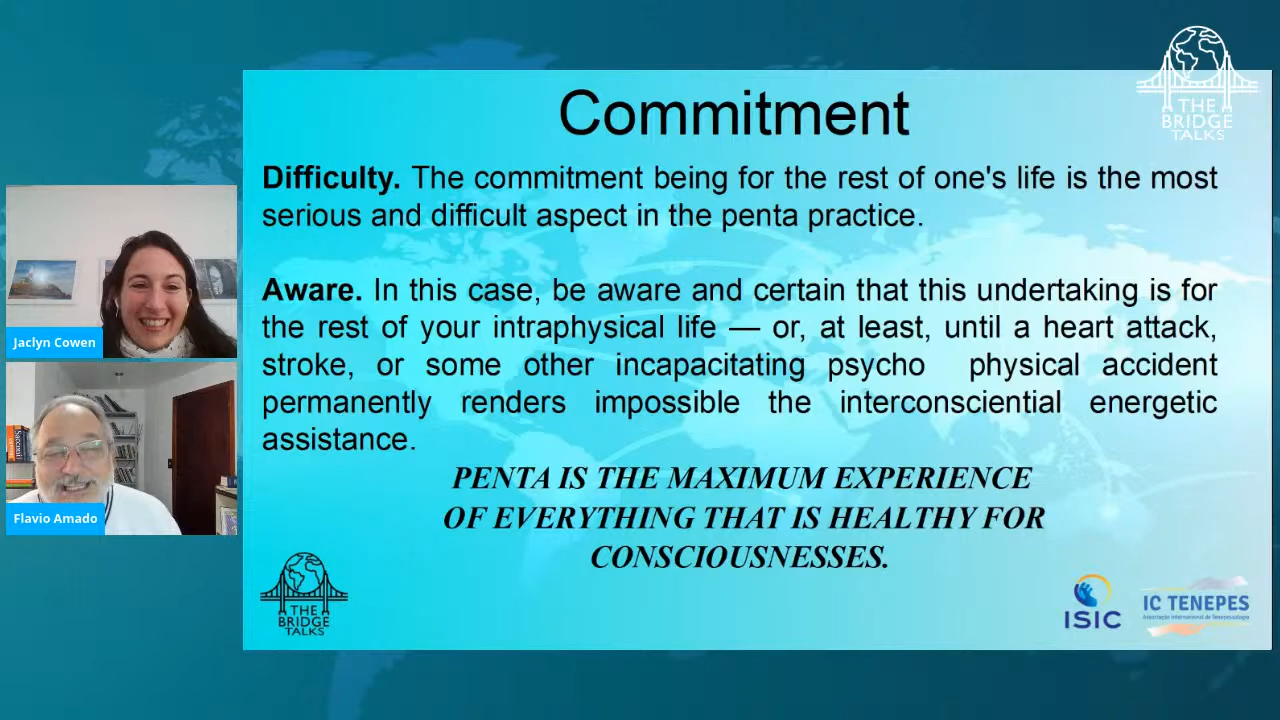 THE
BRIDGE
TALKS
Commitment
Difficulty. The commitment being for the rest of one's life is the most
serious and difficult aspect in the penta practice.
Aware. In this case, be aware and certain that this undertaking is for
the rest of your intraphysical life — or, at least, until a heart attack,
stroke, or some other incapacitating psycho physical accident
permanently renders impossible the interconsciential energetic
assistance.
PENTA IS THE MAXIMUM EXPERIENCE
OF EVERYTHING THAT IS HEALTHY FOR
CONSCIOUSNESSES.
Jaclyn Cowen
Flavio Amado
THE
BRIDGE
TALKS
ISIC
IC TENEPES
Associação Internacional de Tenepessologia